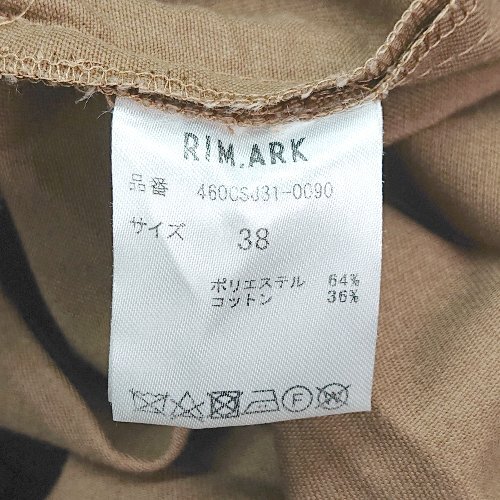 RIM.ARK
品番 460CSJ31-0090
サイズ 38
ポリエステル 64%
コットン 36%